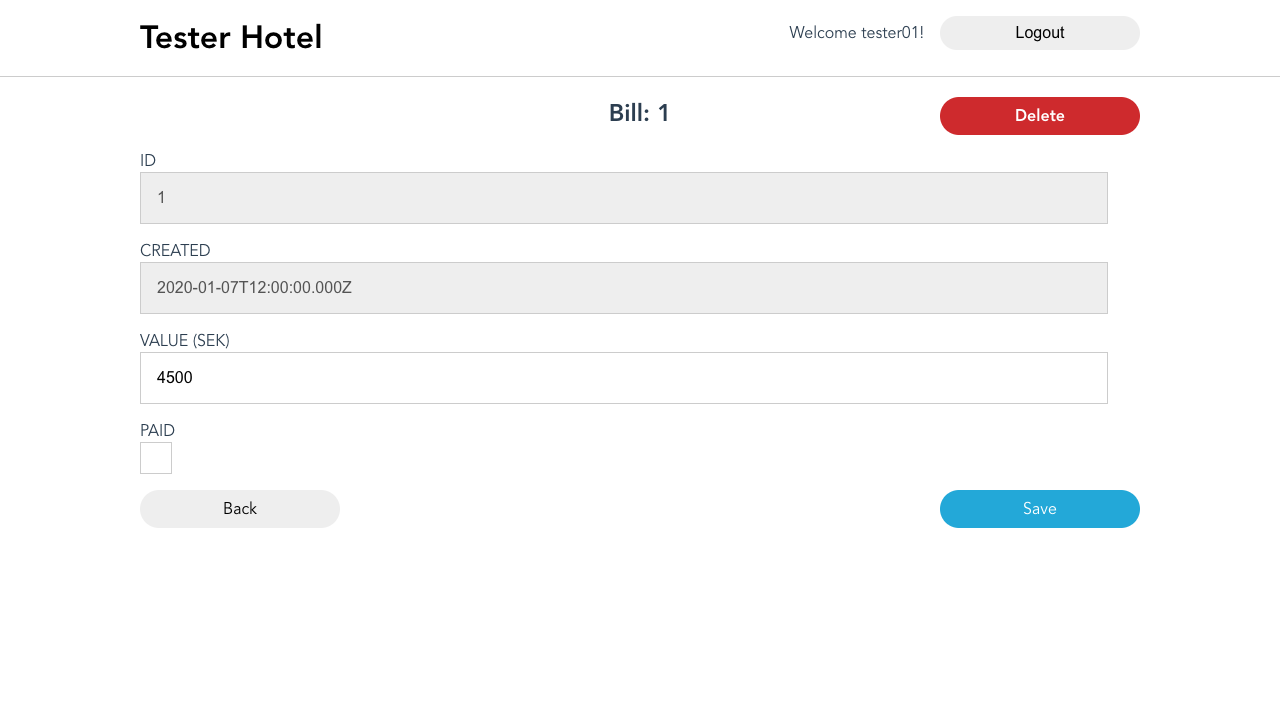 Tester Hotel
Welcome tester01!
Logout
Bill: 1
Delete
ID
1
CREATED
2020-01-07T12:00:00.000Z
VALUE (SEK)
4500
PAID
Back
Save